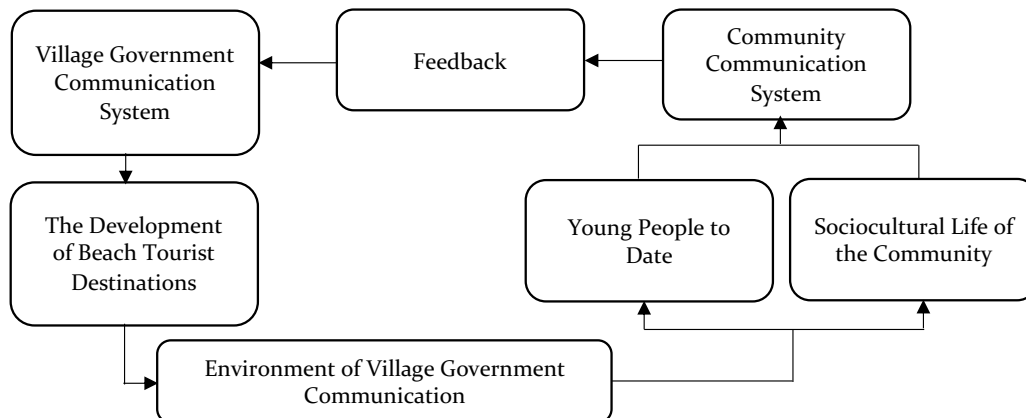 Village Government
Communication
System
Feedback
Community
Communication
System
The Development
of Beach Tourist
Destinations
Young People to
Date
Sociocultural Life of
the Community
Environment of Village Government
Communication